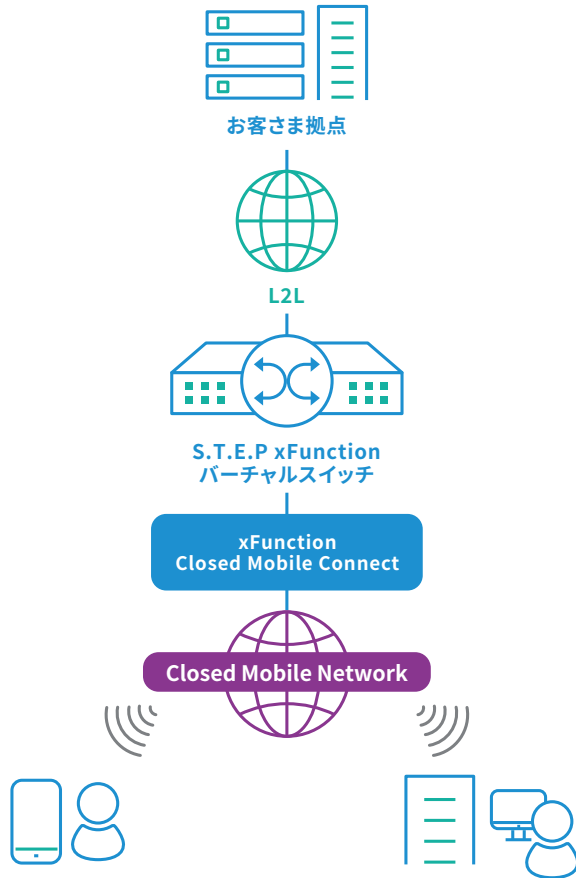 お客さま拠点
L2L
S.T.E.P xFunction
バーチャルスイッチ
xFunction
Closed Mobile Connect
Closed Mobile Network